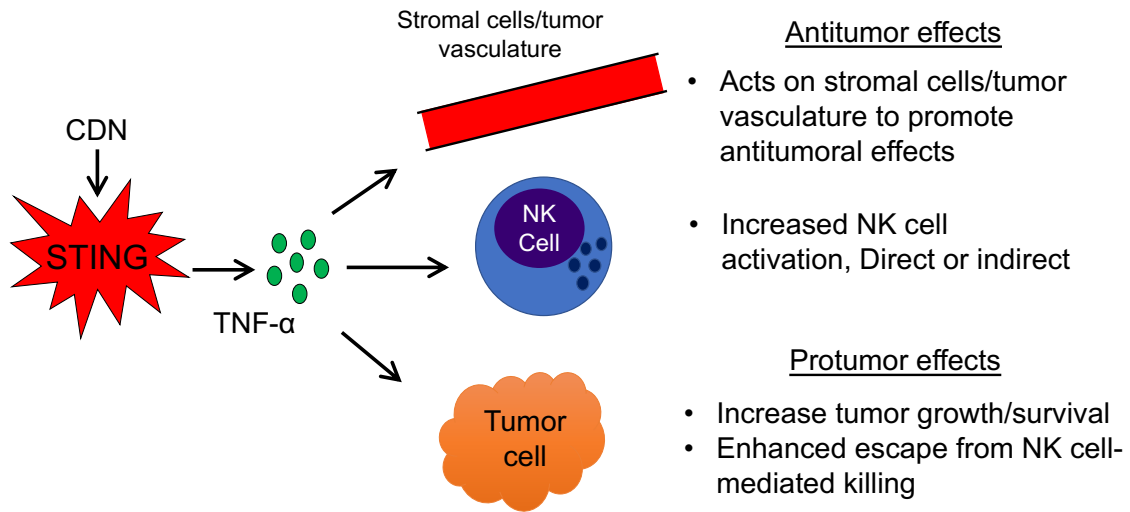 Stromal cells/tumor
vasculature
CDN
STING
TNF-α
NK
Cell
Tumor
cell
Antitumor effects
• Acts on stromal cells/tumor
vasculature to promote
antitumoral effects
• Increased NK cell
activation, Direct or indirect
Protumor effects
• Increase tumor growth/survival
• Enhanced escape from NK cell-
mediated killing